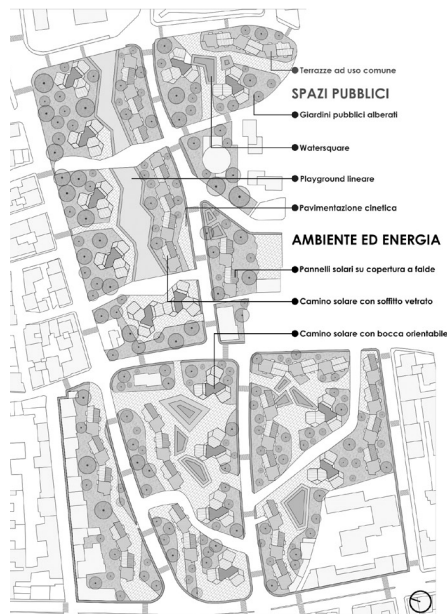 Terrazze ad uso comune
SPAZI PUBBLICI
Giardini pubblici alberati
Watersquare
Playground lineare
Pavimentazione cinetica
AMBIENTE ED ENERGIA
Pannelli solari su copertura a falde
Camino solare con soffitto vetrato
Camino solare con bocca orientabile